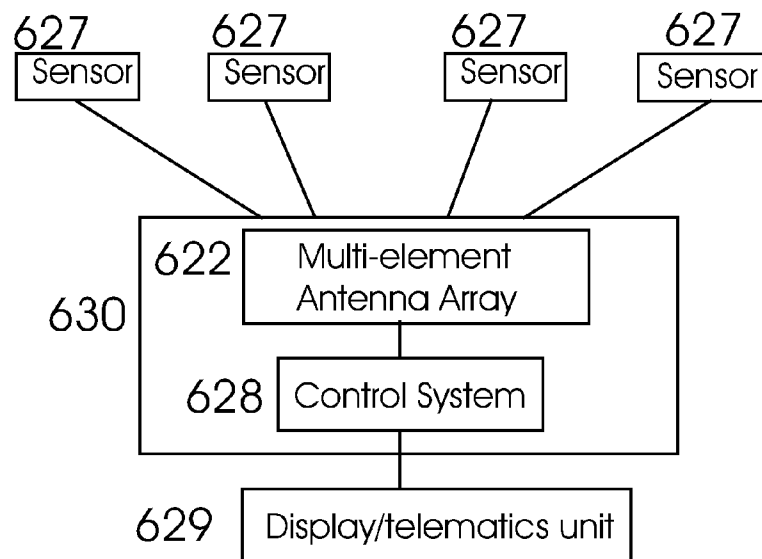 627 627 627 627
Sensor Sensor Sensor Sensor
622 Multi-element
Antenna Array
630
628 Control System
629 Display/telematics unit